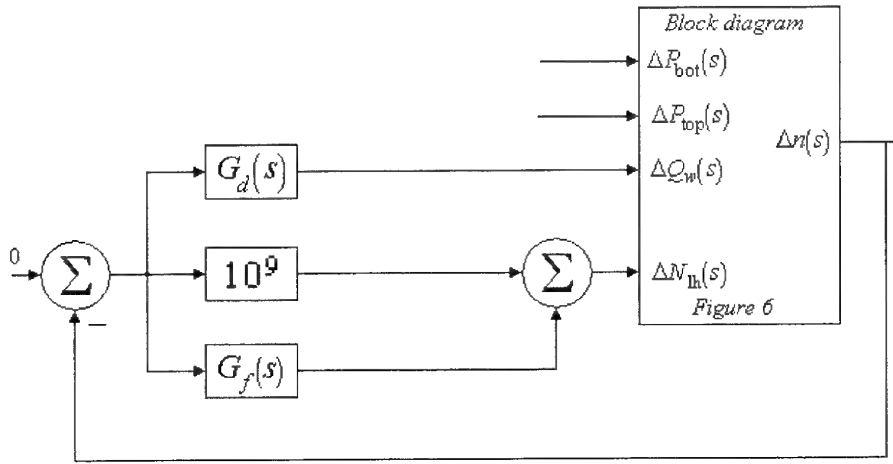 Block diagram
ΔP_bot(s)
ΔP_top(s)
Δn(s)
G_d(s)
ΔQ_w(s)
0
Σ
10^9
Σ
ΔN_lh(s)
Figure 6
−
G_f(s)